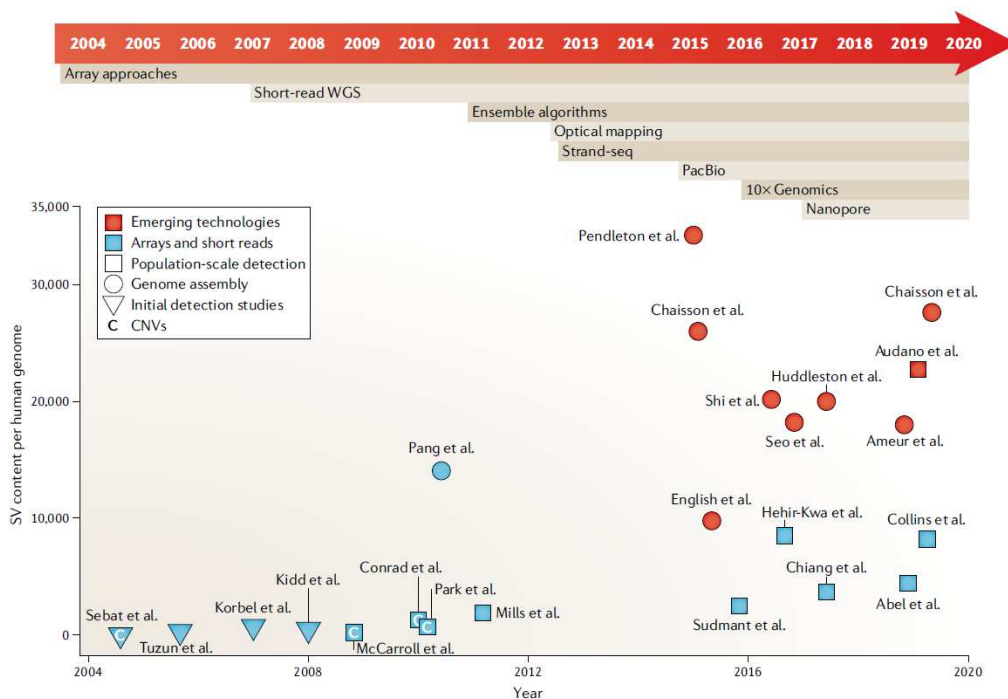 2004 2005 2006 2007 2008 2009 2010 2011 2012 2013 2014 2015 2016 2017 2018 2019 2020
Array approaches
Short-read WGS
Ensemble algorithms
Optical mapping
Strand-seq
PacBio
10× Genomics
Nanopore
35,000
Emerging technologies
Arrays and short reads
Population-scale detection
Genome assembly
Initial detection studies
C CNVs
Pendleton et al.
30,000
Chaisson et al.
Chaisson et al.
Audano et al.
Huddleston et al.
20,000
Shi et al.
Seo et al.
Ameur et al.
Pang et al.
SV content per human genome
10,000
English et al.
Hehir-Kwa et al.
Collins et al.
Conrad et al.
Kidd et al.
Park et al.
Chiang et al.
Korbel et al.
Sebat et al.
Mills et al.
Abel et al.
Sudmant et al.
C
C
C
C
0
Tuzun et al.
McCarroll et al.
2004 2008 2012 2016 2020
Year